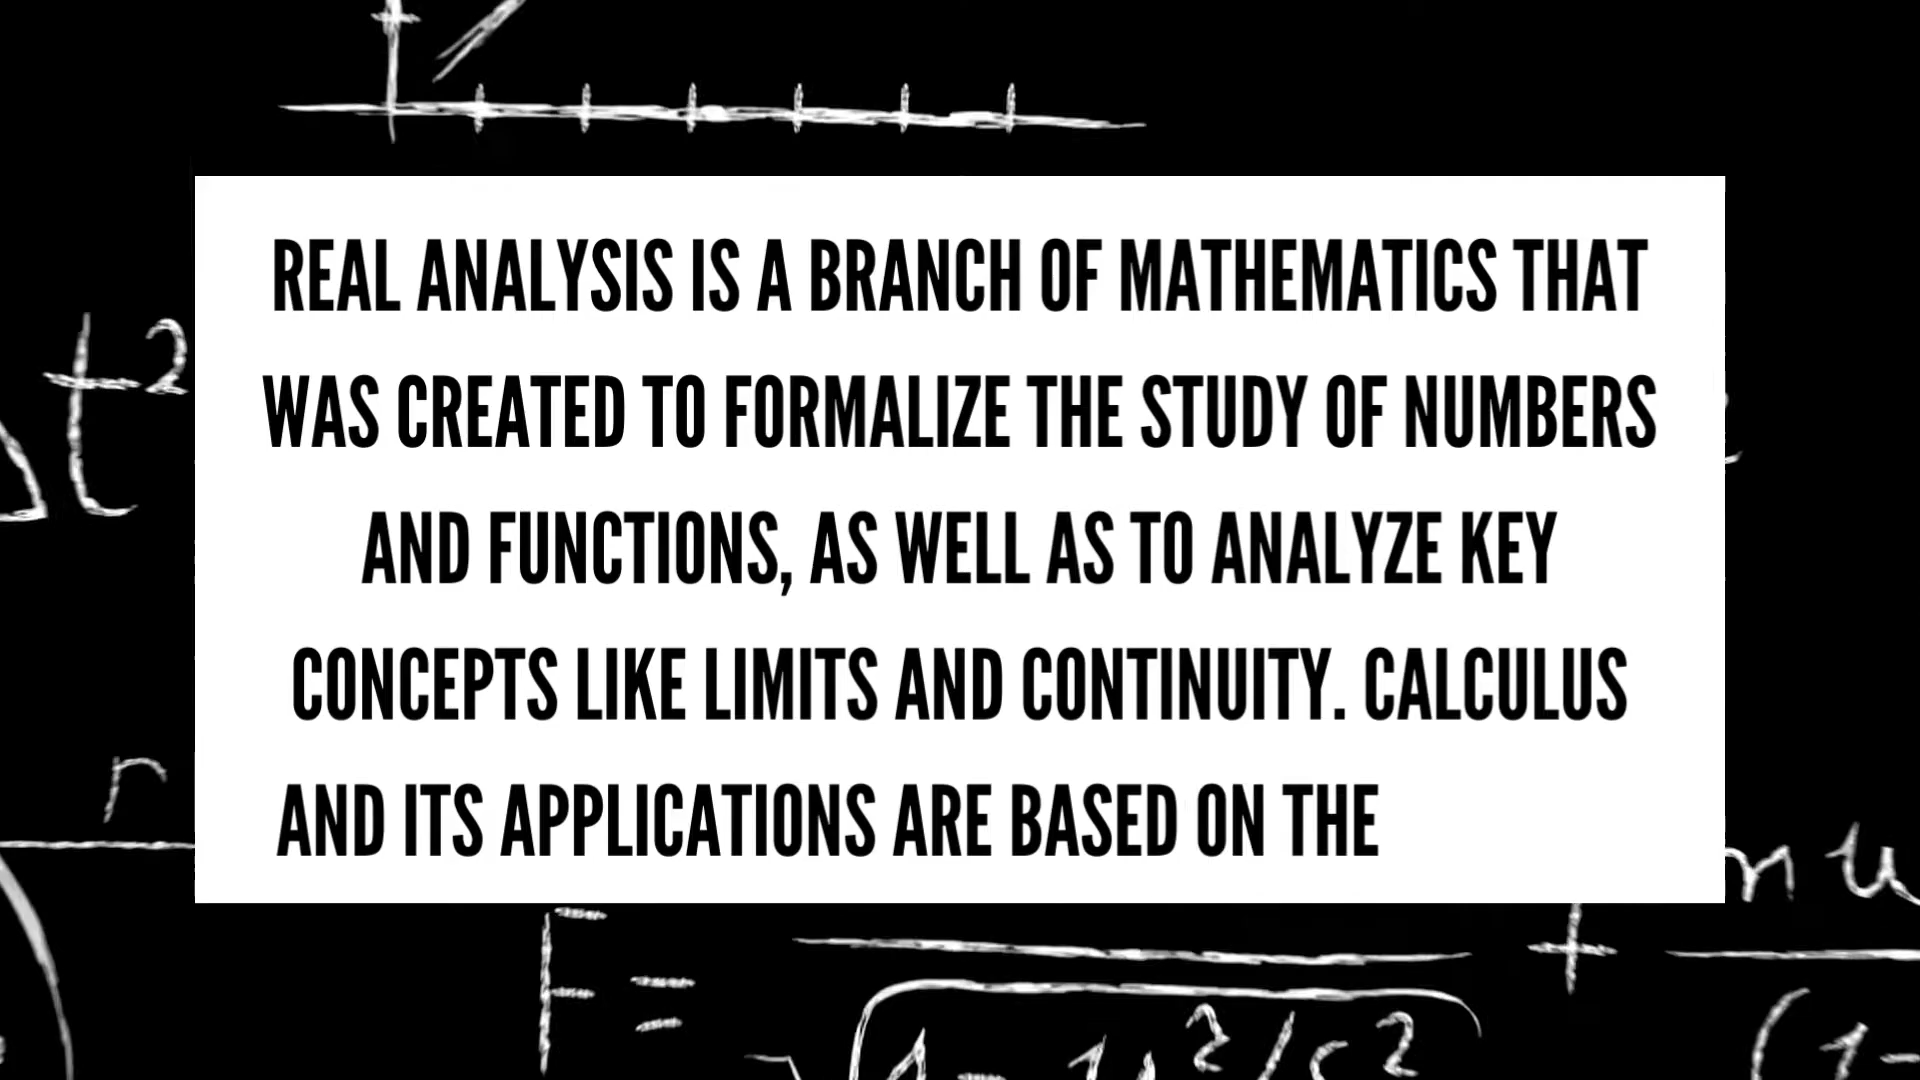 REAL ANALYSIS IS A BRANCH OF MATHEMATICS THAT
WAS CREATED TO FORMALIZE THE STUDY OF NUMBERS
AND FUNCTIONS, AS WELL AS TO ANALYZE KEY
CONCEPTS LIKE LIMITS AND CONTINUITY. CALCULUS
AND ITS APPLICATIONS ARE BASED ON THE
t²
r
F =